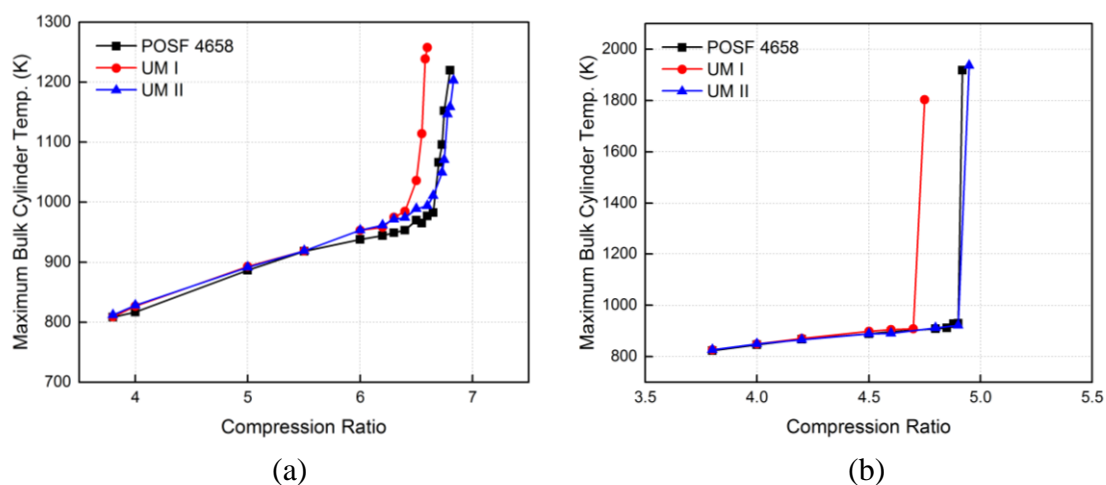 1300
1200
1100
1000
900
800
700
Maximum Bulk Cylinder Temp. (K)
POSF 4658
UM I
UM II
4
5
6
7
Compression Ratio
(a)
2000
1800
1600
1400
1200
1000
800
Maximum Bulk Cylinder Temp. (K)
POSF 4658
UM I
UM II
3.5
4.0
4.5
5.0
5.5
Compression Ratio
(b)